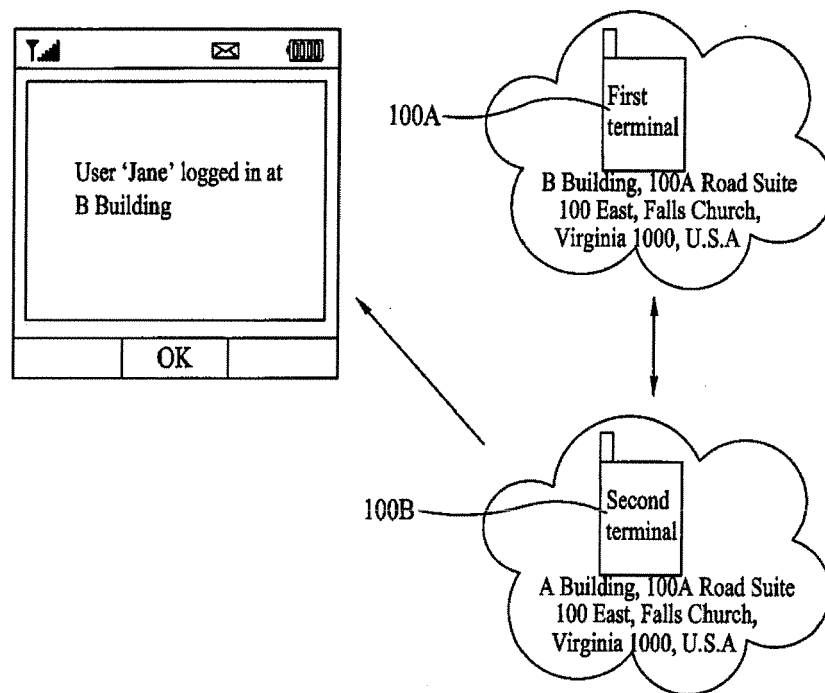 User 'Jane' logged in at
B Building
OK
100A
First
terminal
B Building, 100A Road Suite
100 East, Falls Church,
Virginia 1000, U.S.A
100B
Second
terminal
A Building, 100A Road Suite
100 East, Falls Church,
Virginia 1000, U.S.A